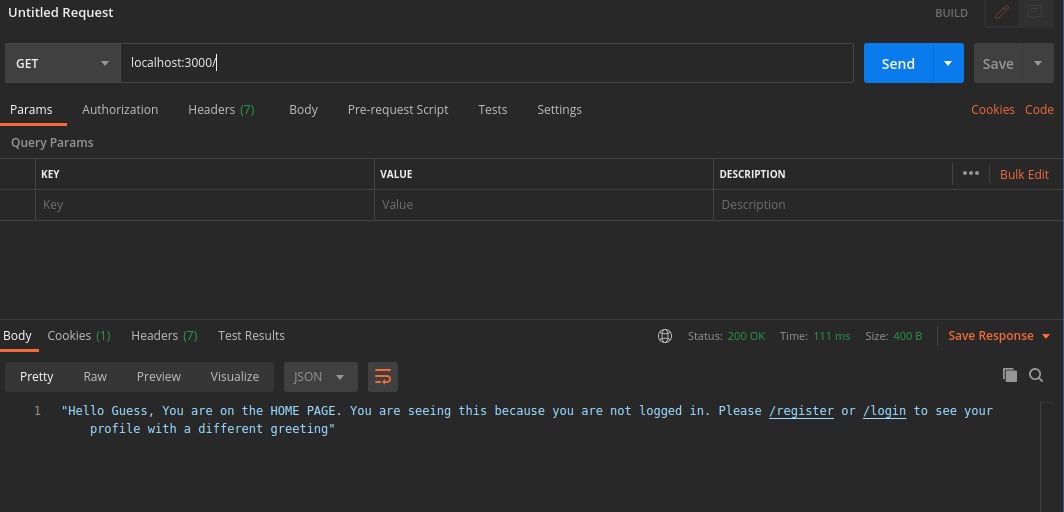 Untitled Request BUILD
GET localhost:3000/ Send Save
Params Authorization Headers (7) Body Pre-request Script Tests Settings Cookies Code
Query Params
KEY VALUE DESCRIPTION ••• Bulk Edit
Key Value Description
Body Cookies (1) Headers (7) Test Results Status: 200 OK Time: 111 ms Size: 400 B Save Response
Pretty Raw Preview Visualize JSON
1 "Hello Guess, You are on the HOME PAGE. You are seeing this because you are not logged in. Please /register or /login to see your
profile with a different greeting"